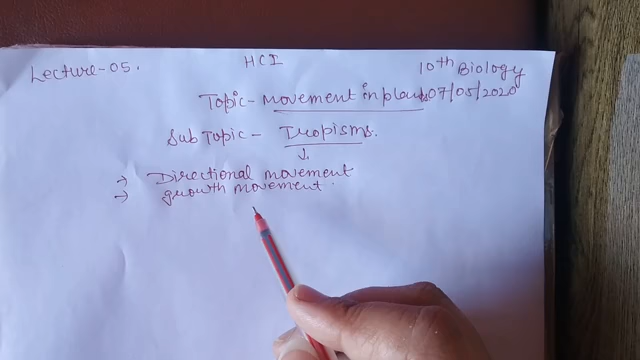 HCI
Lecture-05.
10th Biology
07/05/2020
Topic- Movement in plants
Sub Topic - Tropisms.
→ Directional movement
→ growth movement.